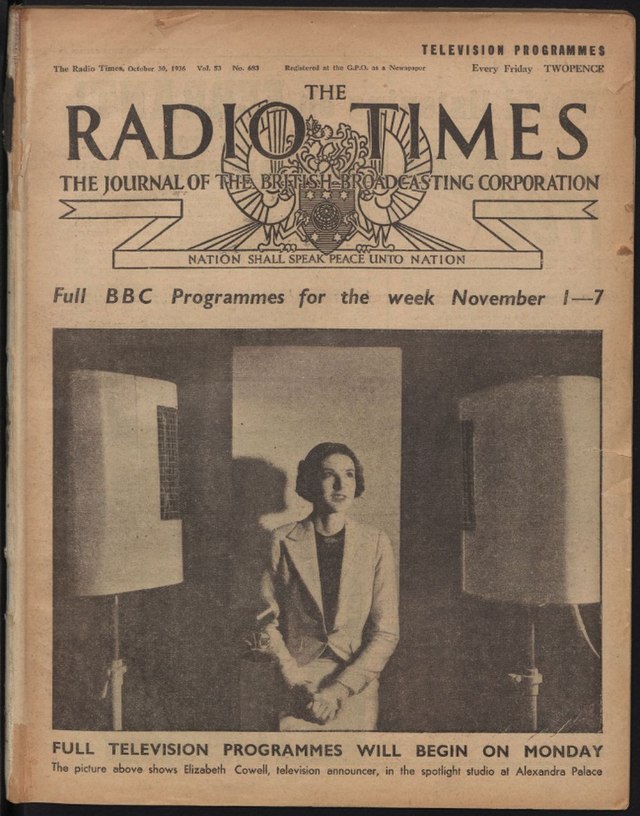 TELEVISION PROGRAMMES
The Radio Times, October 30, 1936 Vol. 53 No. 683 Registered at the G.P.O. as a Newspaper Every Friday TWOPENCE
THE
RADIO TIMES
THE JOURNAL OF THE BRITISH BROADCASTING CORPORATION
NATION SHALL SPEAK PEACE UNTO NATION
Full BBC Programmes for the week November 1—7
FULL TELEVISION PROGRAMMES WILL BEGIN ON MONDAY
The picture above shows Elizabeth Cowell, television announcer, in the spotlight studio at Alexandra Palace